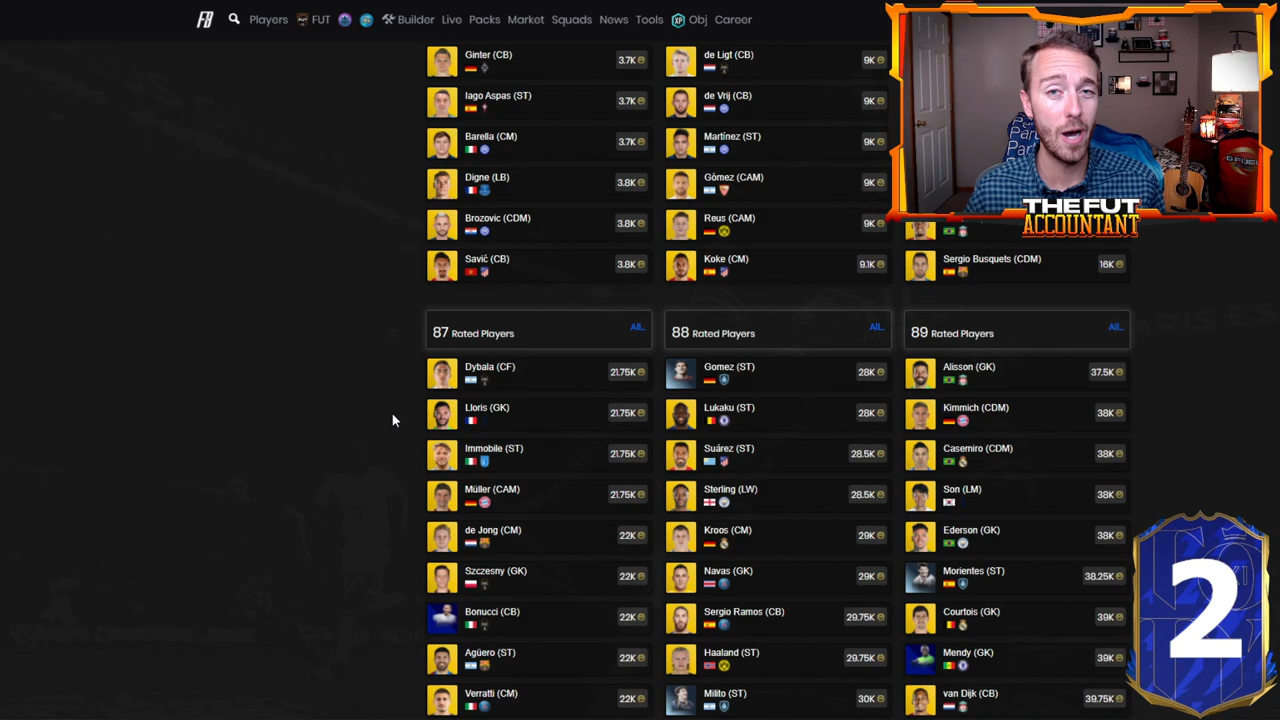 FB Players FUT Builder Live Packs Market Squads News Tools XP Obj Career
Ginter (CB) 3.7K
Iago Aspas (ST) 3.7K
Barella (CM) 3.7K
Digne (LB) 3.8K
Brozovic (CDM) 3.8K
Savić (CB) 3.8K
de Ligt (CB) 9K
de Vrij (CB) 9K
Martínez (ST) 9K
Gómez (CAM) 9K
Reus (CAM) 9K
Koke (CM) 9.1K
Sergio Busquets (CDM) 16K
THE FUT
ACCOUNTANT
87 Rated Players All..
Dybala (CF) 21.75K
Lloris (GK) 21.75K
Immobile (ST) 21.75K
Müller (CAM) 21.75K
de Jong (CM) 22K
Szczesny (GK) 22K
Bonucci (CB) 22K
Agüero (ST) 22K
Verratti (CM) 22K
88 Rated Players All..
Gomez (ST) 28K
Lukaku (ST) 28K
Suárez (ST) 28.5K
Sterling (LW) 28.5K
Kroos (CM) 29K
Navas (GK) 29K
Sergio Ramos (CB) 29.75K
Haaland (ST) 29.75K
Milito (ST) 30K
89 Rated Players All..
Alisson (GK) 37.5K
Kimmich (CDM) 38K
Casemiro (CDM) 38K
Son (LM) 38K
Ederson (GK) 38K
Morientes (ST) 38.25K
Courtois (GK) 39K
Mendy (GK) 39K
van Dijk (CB) 39.75K
2